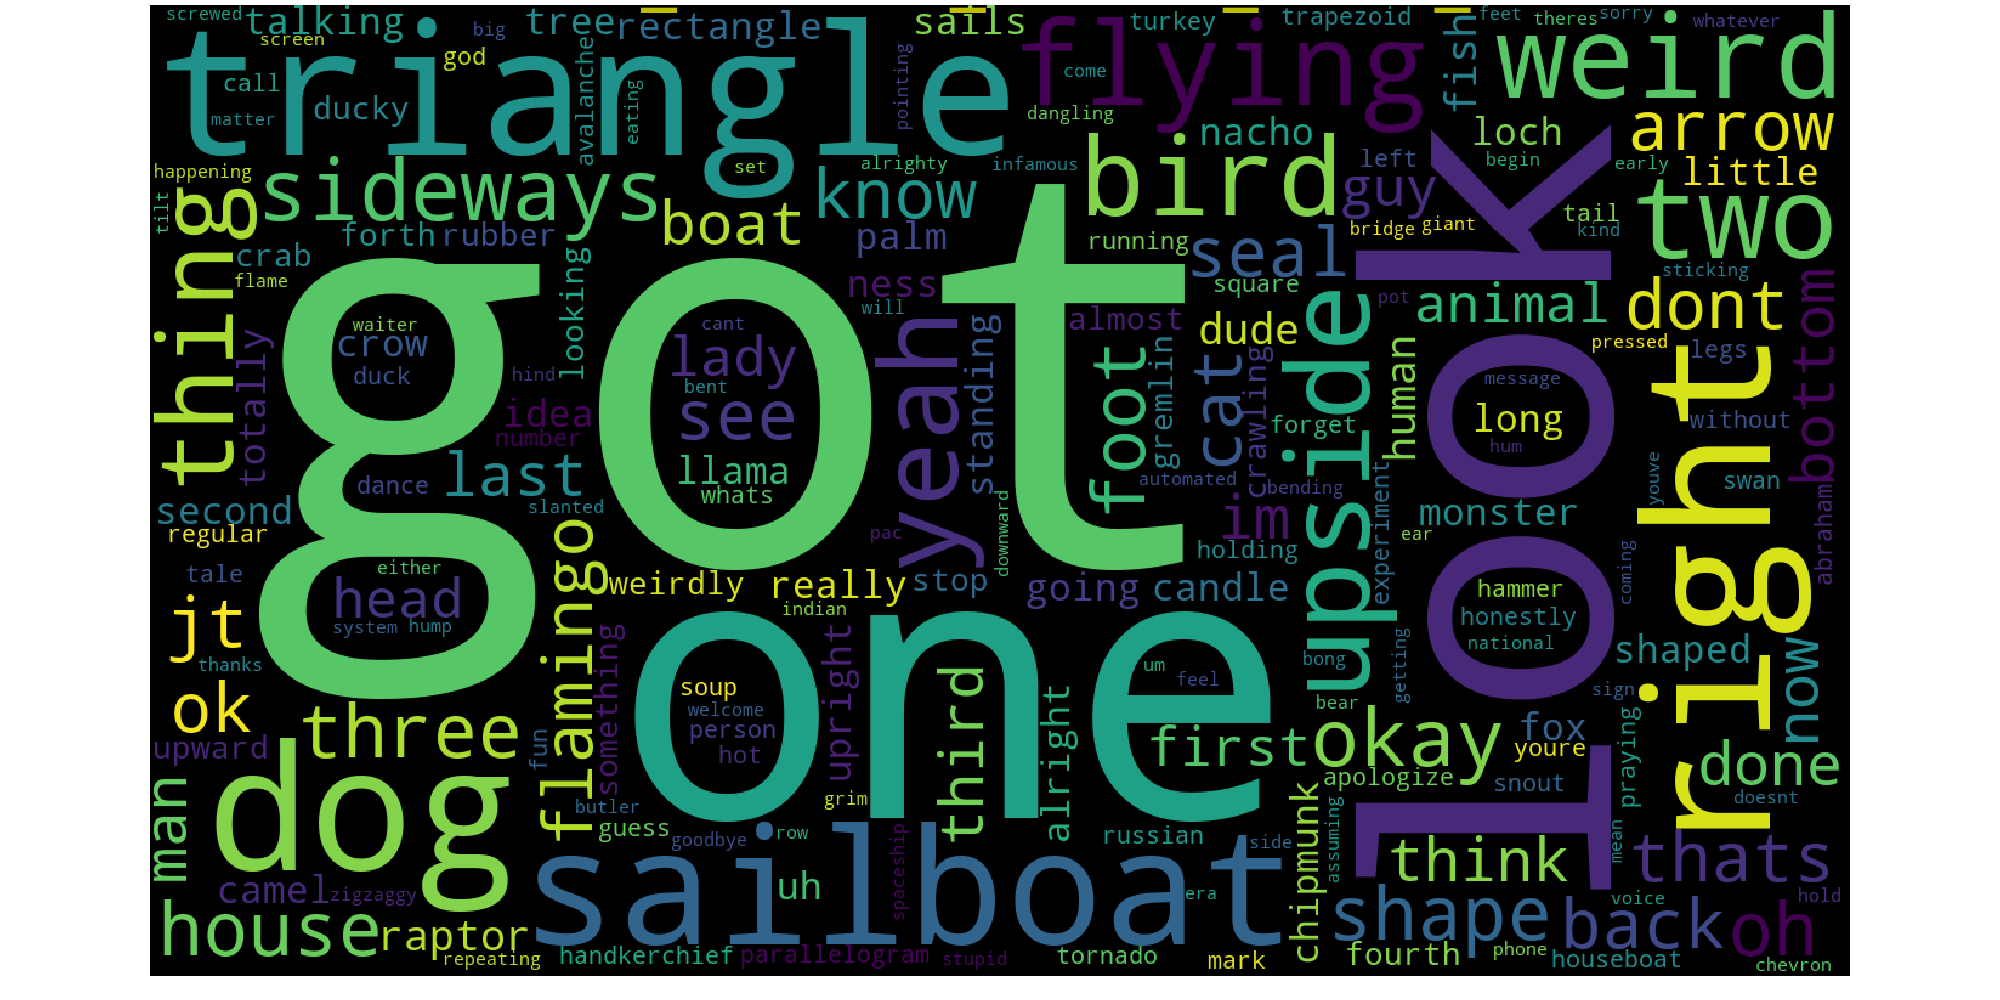 screwed
talking
big
tree
rectangle
sails
turkey
trapezoid
feet
theres
sorry
whatever
screen
god
triangle
flying
fish
weird
call
ducky
avalanche
eating
pointing
come
matter
dangling
nacho
loch
arrow
happening
set
alrighty
infamous
bird
left
begin
early
little
tilt
thing
sideways
boat
know
guy
look
tail
two
crab
forth
rubber
palm
running
bridge
giant
kind
flame
looking
ness
seal
sticking
got
will
square
pot
animal
dont
bottom
waiter
crow
duck
cant
lady
bent
see
llama
whats
hind
idea
number
yeah
standing
almost
foot
gremlin
dude
cat
crawling
upside
human
pressed
legs
message
long
hum
right
without
totally
dance
last
slanted
forget
automated
bending
youve
swan
second
regular
pac
downward
im
experiment
monster
ear
abraham
tale
either
head
system
hump
flamingo
weirdly
really
indian
stop
holding
going
candle
hammer
honestly
national
coming
jt
thanks
ok
upward
three
something
fun
one
soup
welcome
person
hot
upright
grim
third
alright
um
feel
bong
bear
getting
sign
shaped
now
first
okay
fox
youre
snout
praying
done
doesnt
man
dog
butler
guess
goodbye
row
russian
side
apologize
chipmunk
assuming
mean
think
thats
camel
zigzaggy
sailboat
uh
spaceship
era
voice
hold
house
raptor
repeating
handkerchief
parallelogram
stupid
tornado
mark
shape
fourth
phone
back
houseboat
oh
chevron